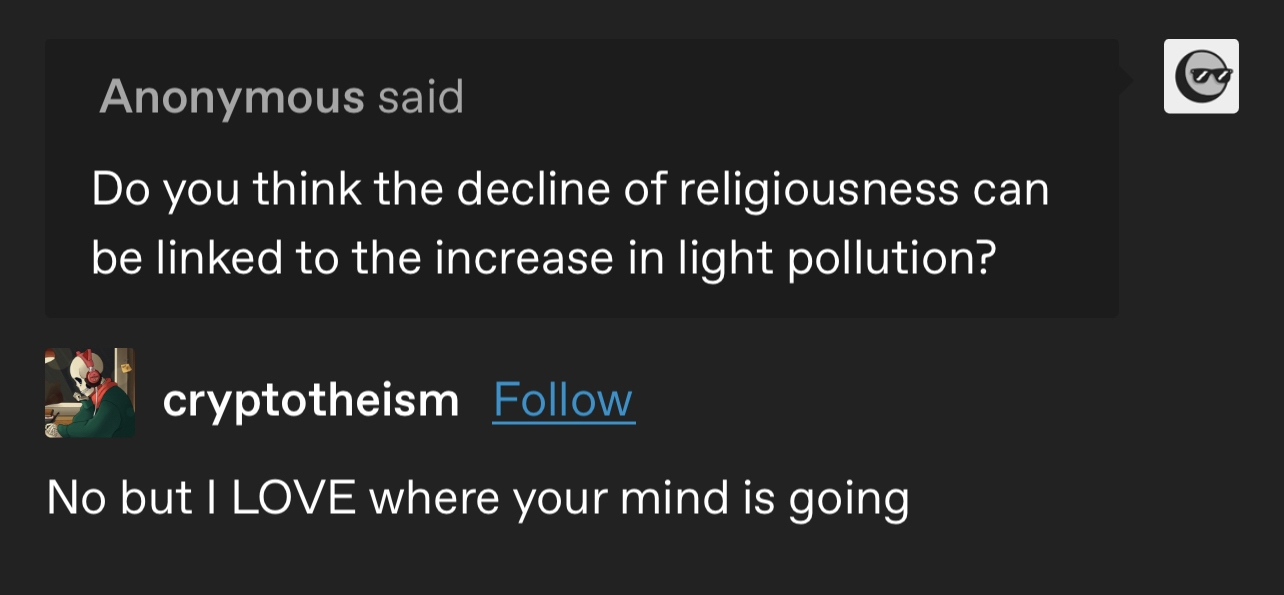 Anonymous said
Do you think the decline of religiousness can
be linked to the increase in light pollution?
cryptotheism Follow
No but I LOVE where your mind is going